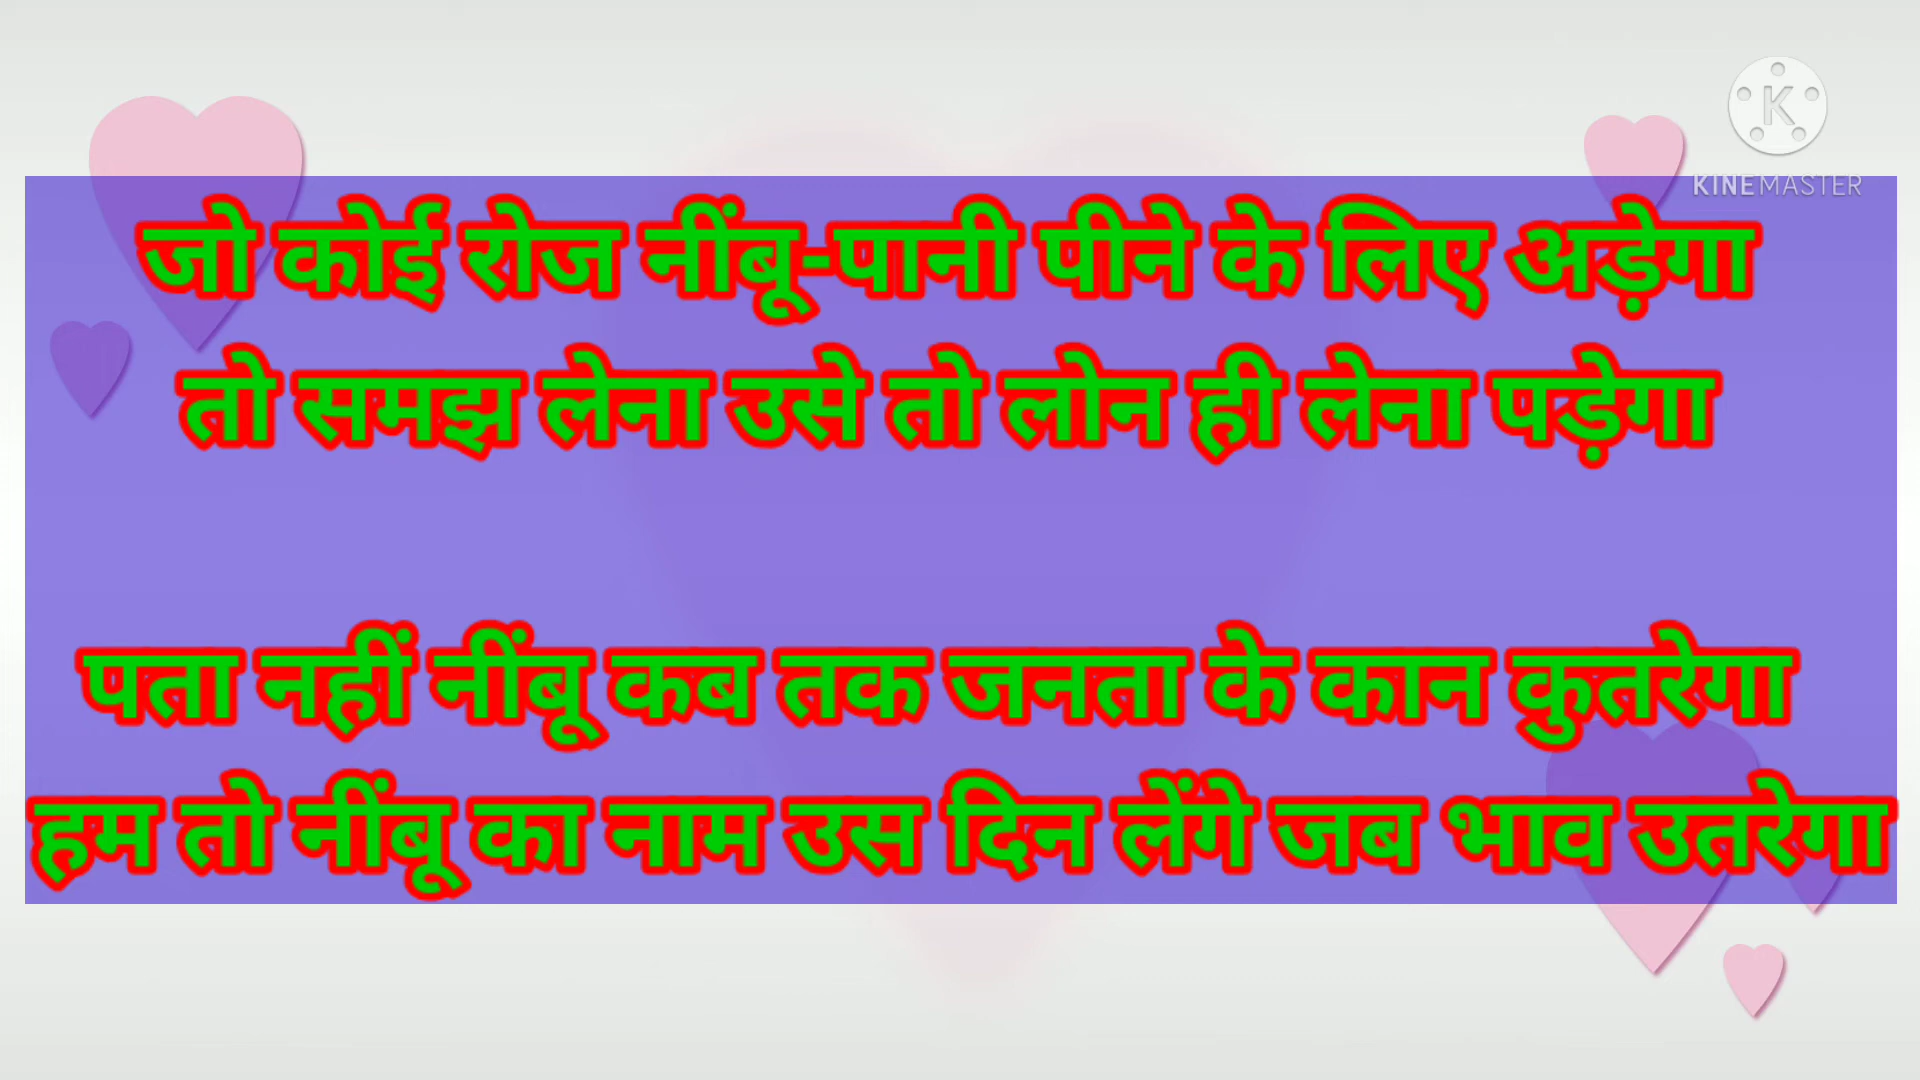 K
KINEMASTER
जो कोई रोज नींबू-पानी पीने के लिए अड़ेगा
तो समझ लेना उसे तो लोन ही लेना पड़ेगा
पता नहीं नींबू कब तक जनता के कान कुतरेगा
हम तो नींबू का नाम उस दिन लेंगे जब भाव उतरेगा